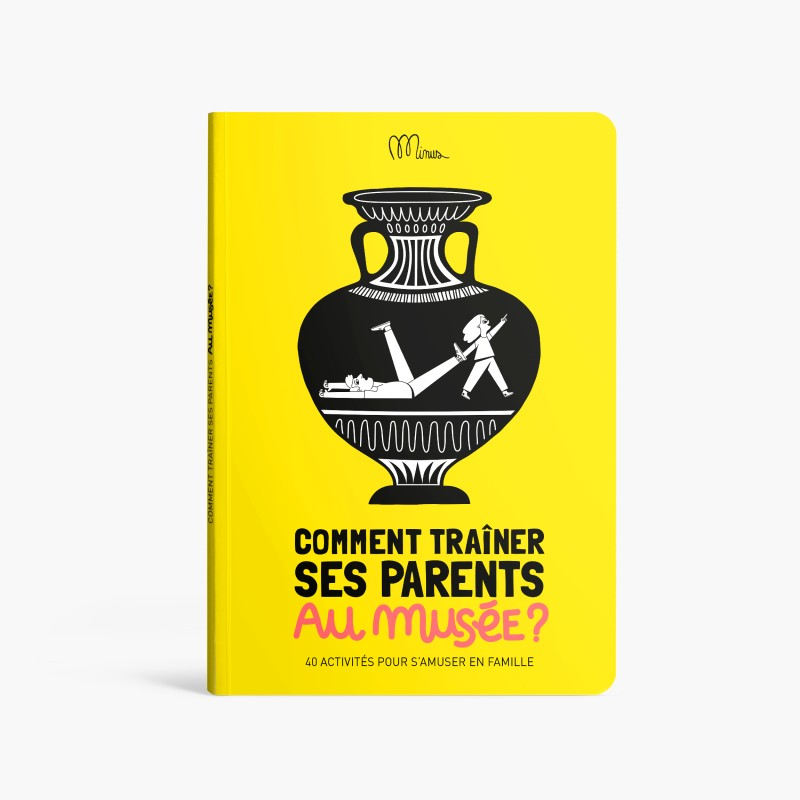 Minus
COMMENT TRAÎNER
SES PARENTS
AU MUSÉE?
40 ACTIVITÉS POUR S'AMUSER EN FAMILLE
COMMENT TRAÎNER SES PARENTS AU MUSÉE?